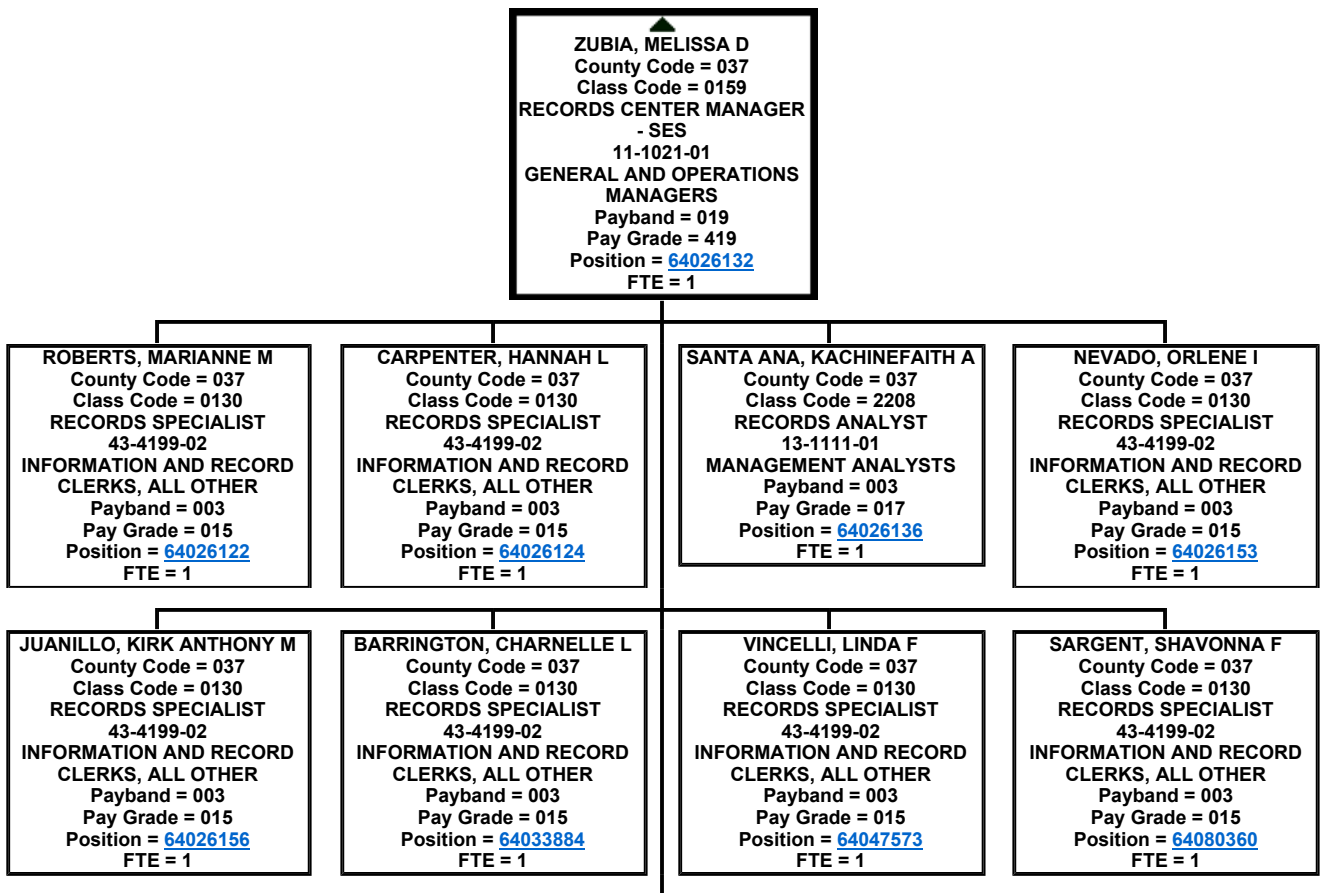 ZUBIA, MELISSA D
County Code = 037
Class Code = 0159
RECORDS CENTER MANAGER
- SES
11-1021-01
GENERAL AND OPERATIONS
MANAGERS
Payband = 019
Pay Grade = 419
Position = 64026132
FTE = 1
ROBERTS, MARIANNE M
County Code = 037
Class Code = 0130
RECORDS SPECIALIST
43-4199-02
INFORMATION AND RECORD
CLERKS, ALL OTHER
Payband = 003
Pay Grade = 015
Position = 64026122
FTE = 1
CARPENTER, HANNAH L
County Code = 037
Class Code = 0130
RECORDS SPECIALIST
43-4199-02
INFORMATION AND RECORD
CLERKS, ALL OTHER
Payband = 003
Pay Grade = 015
Position = 64026124
FTE = 1
SANTA ANA, KACHINEFAITH A
County Code = 037
Class Code = 2208
RECORDS ANALYST
13-1111-01
MANAGEMENT ANALYSTS
Payband = 003
Pay Grade = 017
Position = 64026136
FTE = 1
NEVADO, ORLENE I
County Code = 037
Class Code = 0130
RECORDS SPECIALIST
43-4199-02
INFORMATION AND RECORD
CLERKS, ALL OTHER
Payband = 003
Pay Grade = 015
Position = 64026153
FTE = 1
JUANILLO, KIRK ANTHONY M
County Code = 037
Class Code = 0130
RECORDS SPECIALIST
43-4199-02
INFORMATION AND RECORD
CLERKS, ALL OTHER
Payband = 003
Pay Grade = 015
Position = 64026156
FTE = 1
BARRINGTON, CHARNELLE L
County Code = 037
Class Code = 0130
RECORDS SPECIALIST
43-4199-02
INFORMATION AND RECORD
CLERKS, ALL OTHER
Payband = 003
Pay Grade = 015
Position = 64033884
FTE = 1
VINCELLI, LINDA F
County Code = 037
Class Code = 0130
RECORDS SPECIALIST
43-4199-02
INFORMATION AND RECORD
CLERKS, ALL OTHER
Payband = 003
Pay Grade = 015
Position = 64047573
FTE = 1
SARGENT, SHAVONNA F
County Code = 037
Class Code = 0130
RECORDS SPECIALIST
43-4199-02
INFORMATION AND RECORD
CLERKS, ALL OTHER
Payband = 003
Pay Grade = 015
Position = 64080360
FTE = 1